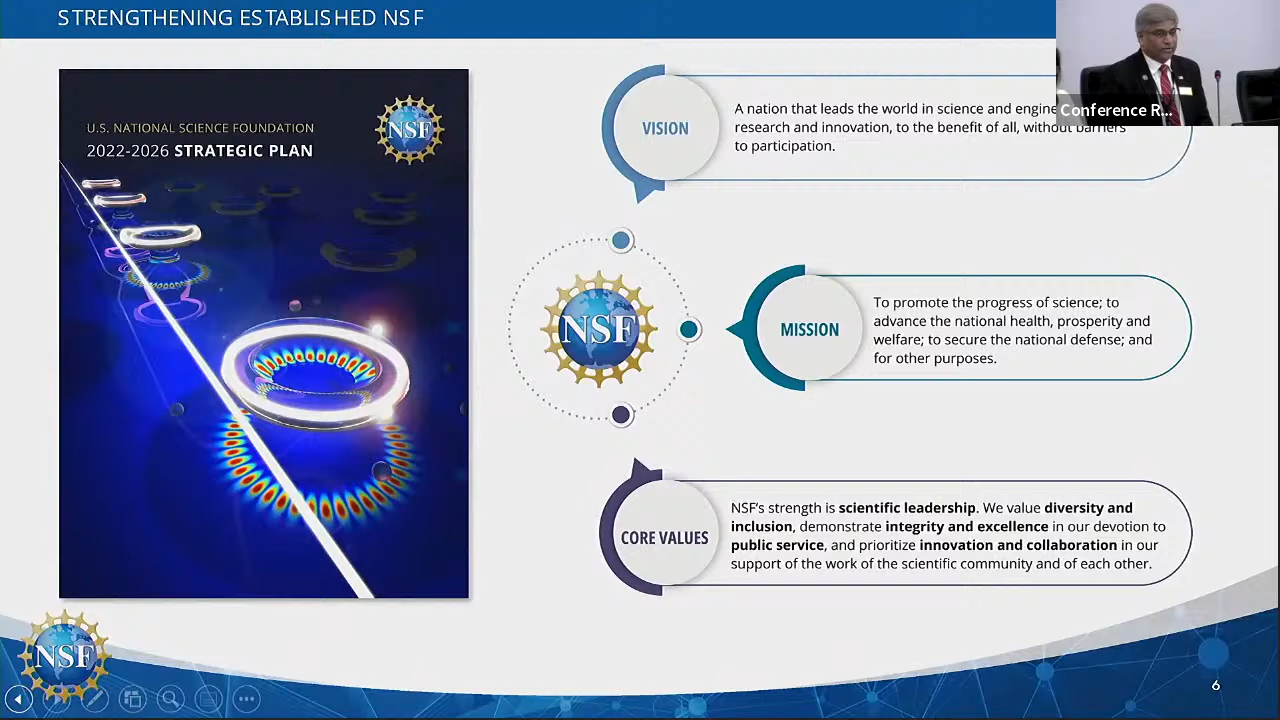 STRENGTHENING ESTABLISHED NSF
U.S. NATIONAL SCIENCE FOUNDATION
2022-2026 STRATEGIC PLAN
NSF
VISION
A nation that leads the world in science and engine
research and innovation, to the benefit of all, without barriers
to participation.
Conference R...
NSF
MISSION
To promote the progress of science; to
advance the national health, prosperity and
welfare; to secure the national defense; and
for other purposes.
CORE VALUES
NSF's strength is scientific leadership. We value diversity and
inclusion, demonstrate integrity and excellence in our devotion to
public service, and prioritize innovation and collaboration in our
support of the work of the scientific community and of each other.
NSF
6